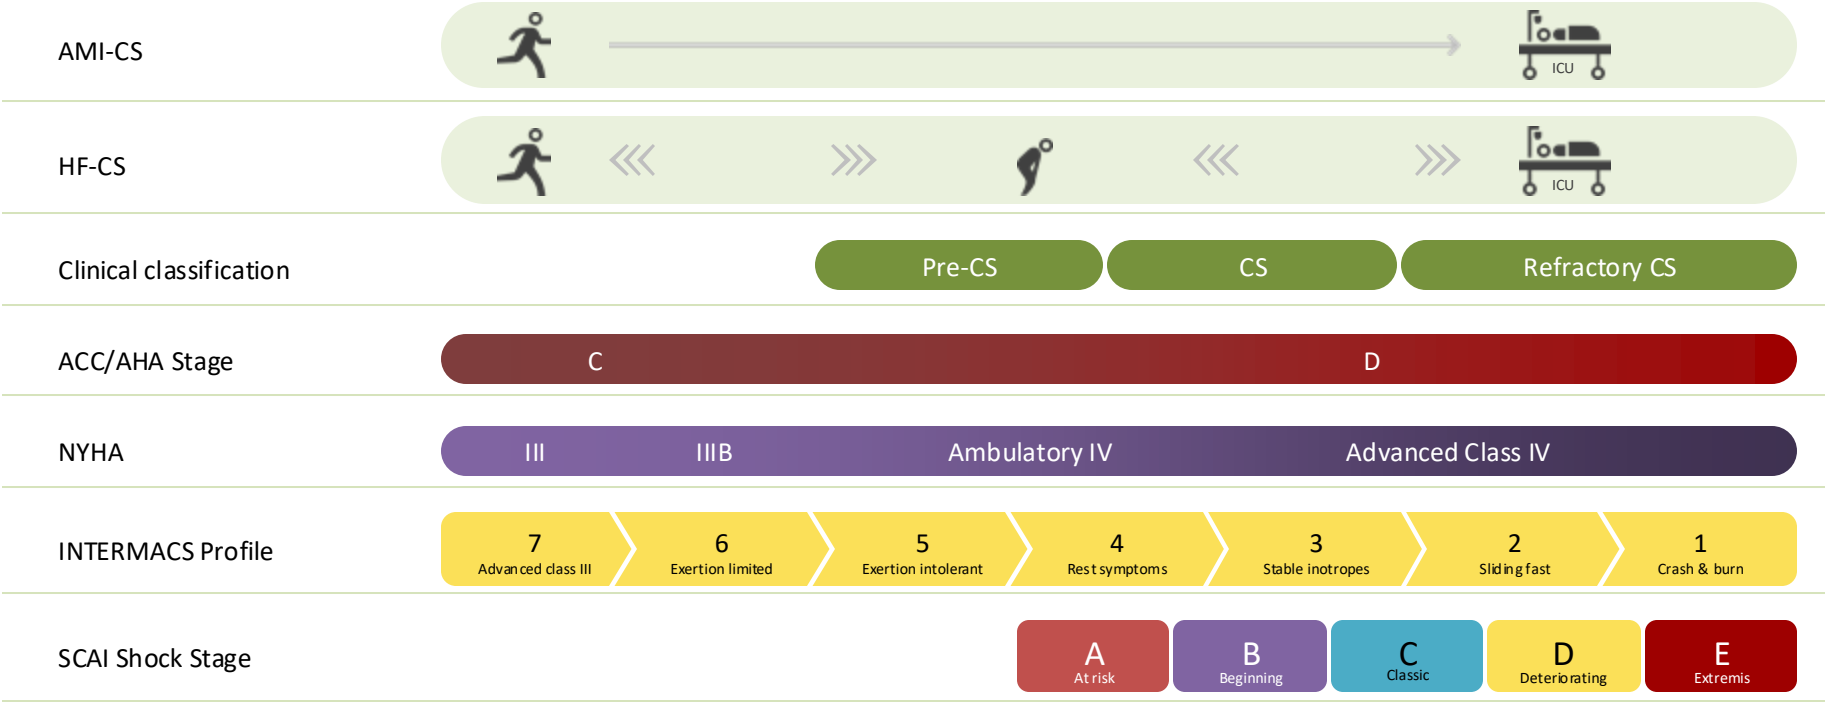 AMI-CS
ICU
HF-CS
ICU
Clinical classification
Pre-CS CS Refractory CS
ACC/AHA Stage
C D
NYHA
III IIIB Ambulatory IV Advanced Class IV
INTERMACS Profile
7 6 5 4 3 2 1
Advanced class III Exertion limited Exertion intolerant Rest symptoms Stable inotropes Sliding fast Crash & burn
SCAI Shock Stage
A B C D E
At risk Beginning Classic Deteriorating Extremis